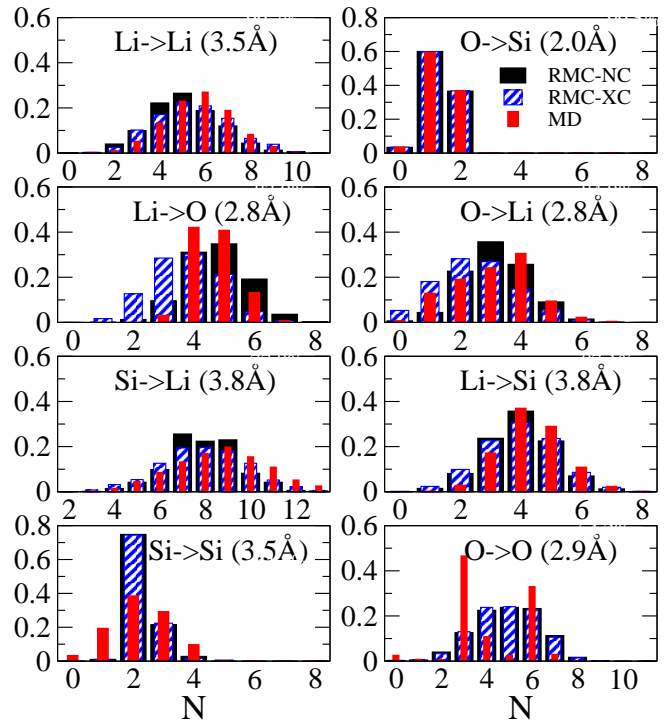 Li->Li (3.5Å)
0.6
0.4
0.2
0
0 2 4 6 8 10
O->Si (2.0Å)
RMC-NC
RMC-XC
MD
0.8
0.6
0.4
0.2
0
0 2 4 6 8
Li->O (2.8Å)
0.6
0.4
0.2
0
0 2 4 6 8
O->Li (2.8Å)
0.6
0.4
0.2
0
0 2 4 6 8
Si->Li (3.8Å)
0.6
0.4
0.2
0
2 4 6 8 10 12
Li->Si (3.8Å)
0.6
0.4
0.2
0
0 2 4 6 8
Si->Si (3.5Å)
0.8
0.6
0.4
0.2
0
0 2 4 6 8
N
O->O (2.9Å)
0.6
0.4
0.2
0
0 2 4 6 8 10
N